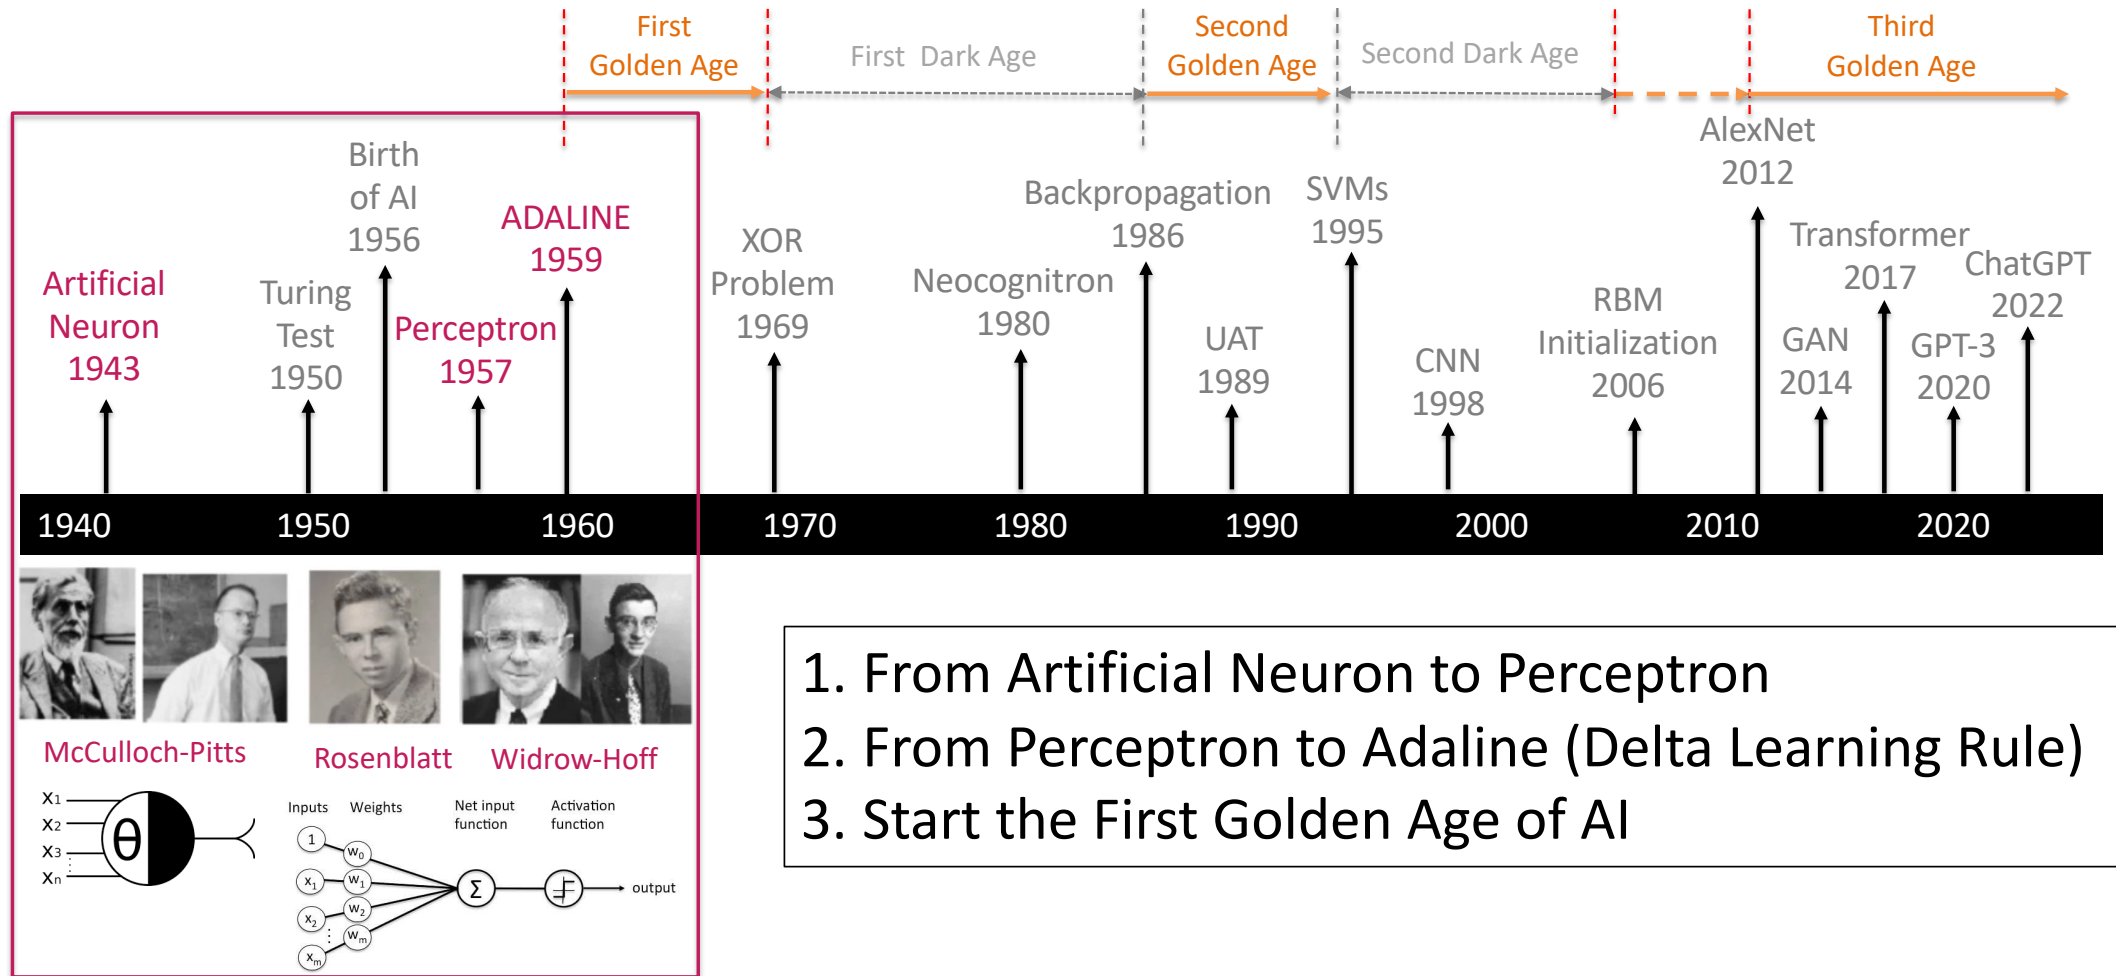 First
Golden Age
First Dark Age
Second
Golden Age
Second Dark Age
Third
Golden Age
Artificial
Neuron
1943
Turing
Test
1950
Birth
of AI
1956
Perceptron
1957
ADALINE
1959
XOR
Problem
1969
Neocognitron
1980
Backpropagation
1986
UAT
1989
SVMs
1995
CNN
1998
RBM
Initialization
2006
AlexNet
2012
GAN
2014
Transformer
2017
GPT-3
2020
ChatGPT
2022
1940 1950 1960 1970 1980 1990 2000 2010 2020
McCulloch-Pitts
Rosenblatt
Widrow-Hoff
x1
x2
x3
⋮
xn
θ
Inputs Weights
Net input
function
Activation
function
1 w0
x1 w1
x2 w2
⋮
xm wm
Σ
output
1. From Artificial Neuron to Perceptron
2. From Perceptron to Adaline (Delta Learning Rule)
3. Start the First Golden Age of AI